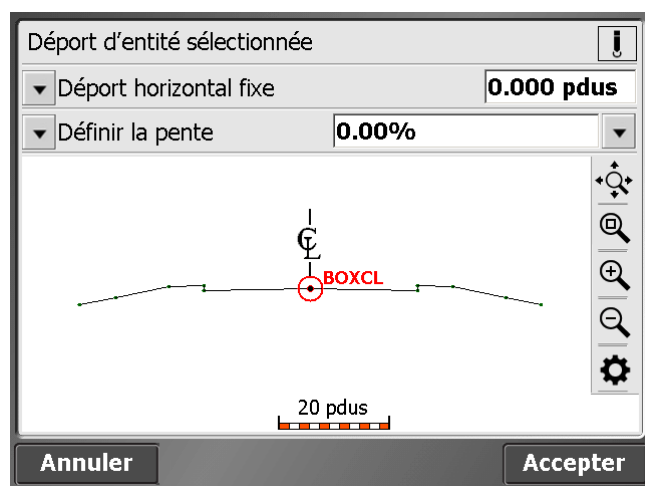 Déport d'entité sélectionnée
Déport horizontal fixe 0.000 pdus
Définir la pente 0.00%
℄
BOXCL
20 pdus
Annuler Accepter